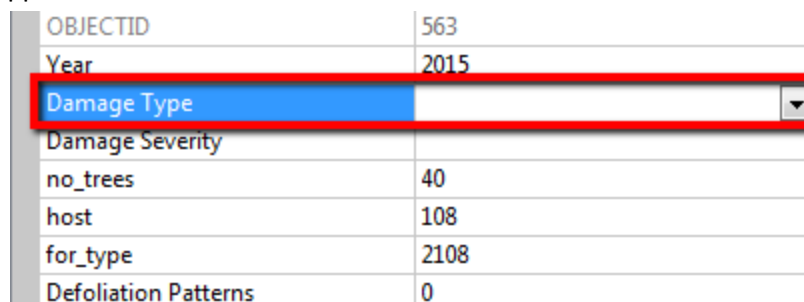 OBJECTID 563
Year 2015
Damage Type
Damage Severity
no_trees 40
host 108
for_type 2108
Defoliation Patterns 0